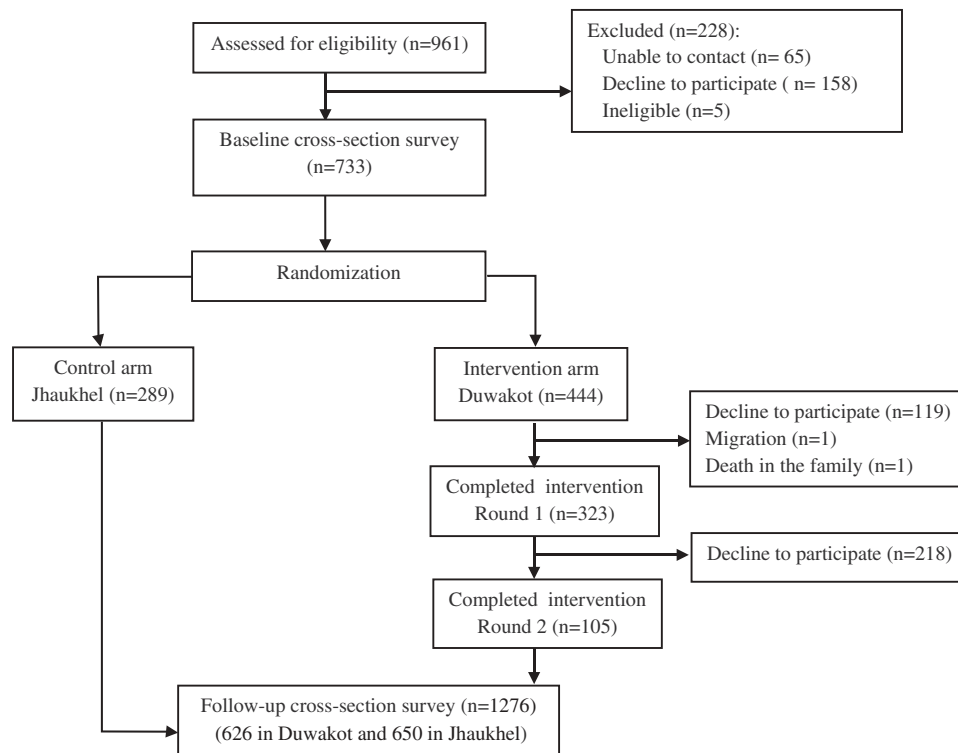 Assessed for eligibility (n=961)
Excluded (n=228):
Unable to contact (n= 65)
Decline to participate ( n= 158)
Ineligible (n=5)
Baseline cross-section survey
(n=733)
Randomization
Control arm
Jhaukhel (n=289)
Intervention arm
Duwakot (n=444)
Decline to participate (n=119)
Migration (n=1)
Death in the family (n=1)
Completed intervention
Round 1 (n=323)
Decline to participate (n=218)
Completed intervention
Round 2 (n=105)
Follow-up cross-section survey (n=1276)
(626 in Duwakot and 650 in Jhaukhel)